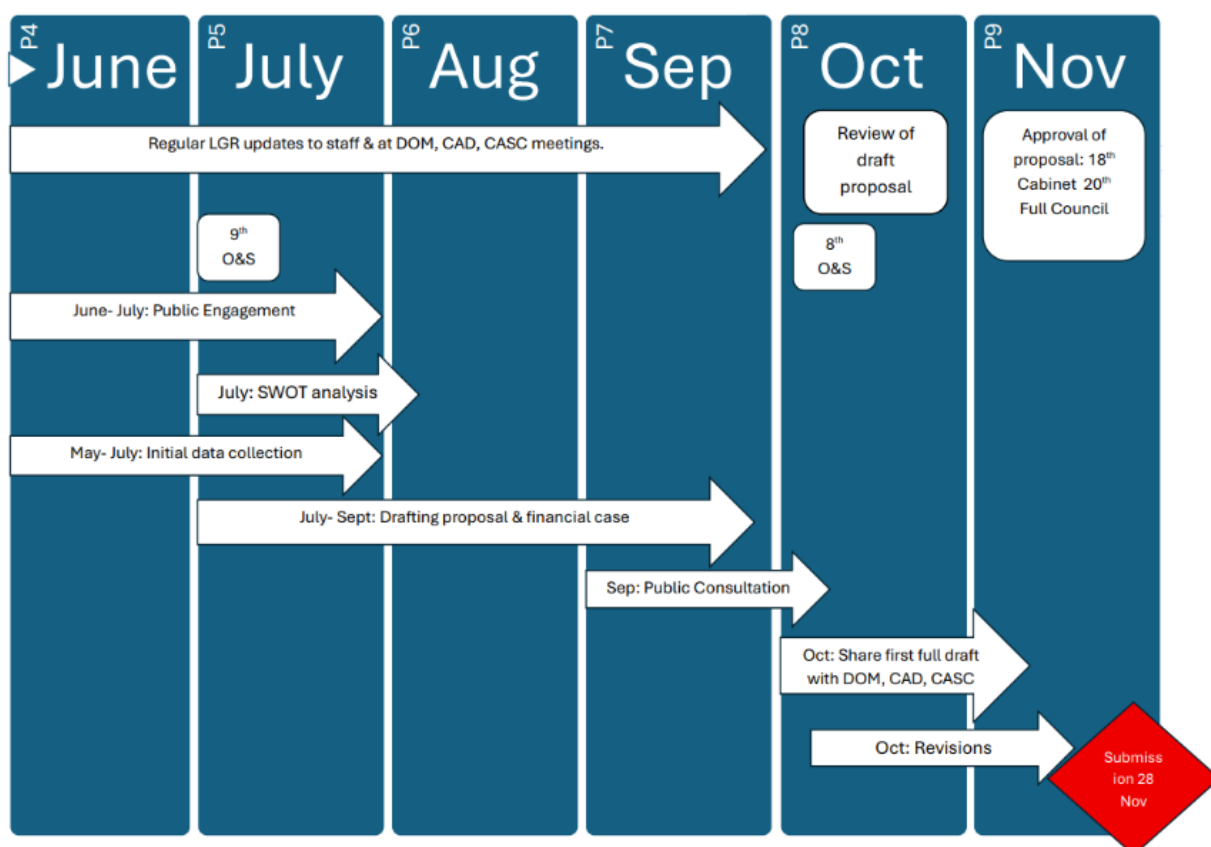 P4
June
P5
July
P6
Aug
P7
Sep
P8
Oct
P9
Nov
Regular LGR updates to staff & at DOM, CAD, CASC meetings.
Review of
draft
proposal
Approval of
proposal: 18th
Cabinet 20th
Full Council
9th
O&S
8th
O&S
June- July: Public Engagement
July: SWOT analysis
May- July: Initial data collection
July- Sept: Drafting proposal & financial case
Sep: Public Consultation
Oct: Share first full draft
with DOM, CAD, CASC
Oct: Revisions
Submiss
ion 28
Nov